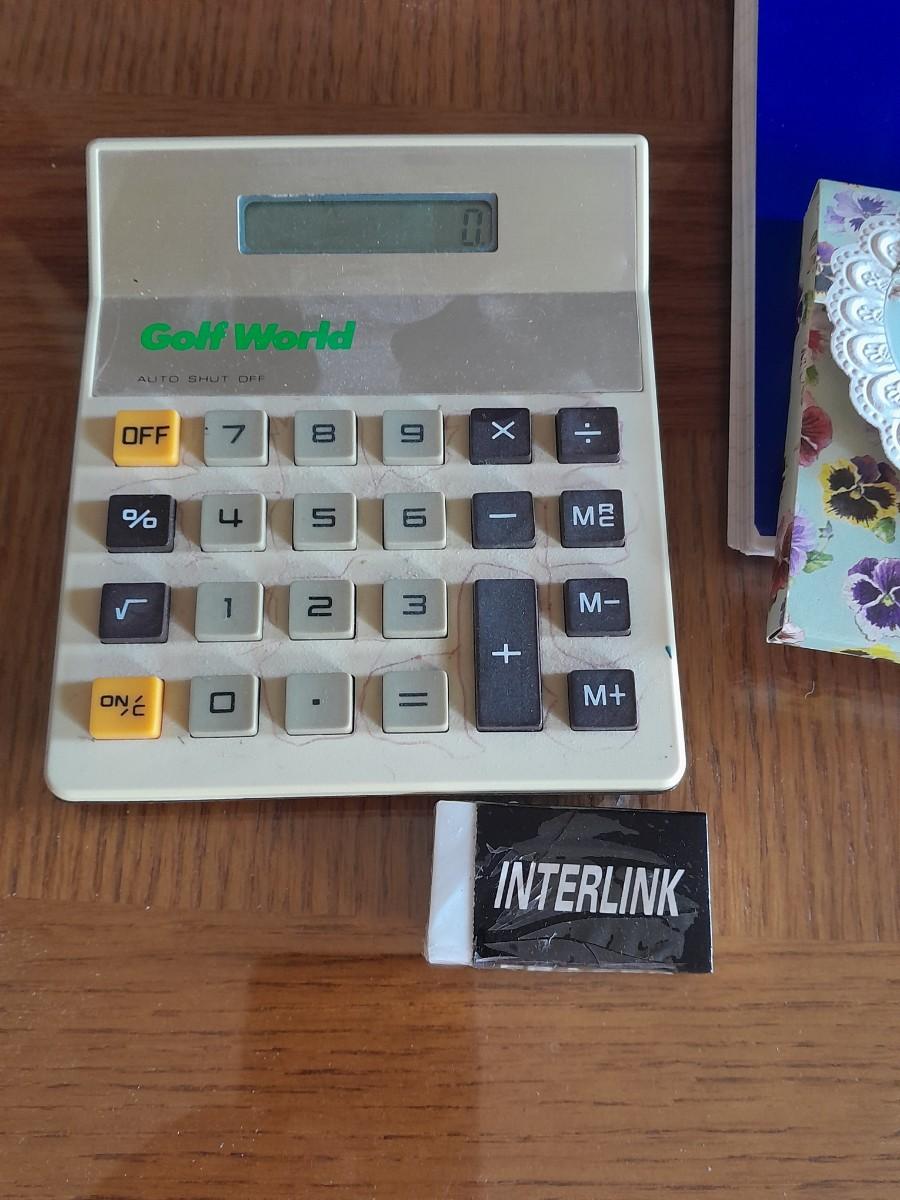 0.
Golf World
AUTO SHUT OFF
OFF 7 8 9 × ÷
% 4 5 6 − MRC
√ 1 2 3 + M−
ON/C 0 . = M+
INTERLINK